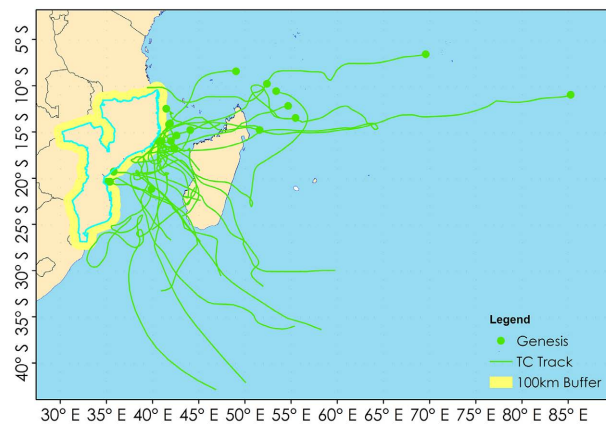 5° S
10° S
15° S
20° S
25° S
30° S
35° S
40° S
Legend
Genesis
TC Track
100km Buffer
30° E 35° E 40° E 45° E 50° E 55° E 60° E 65° E 70° E 75° E 80° E 85° E